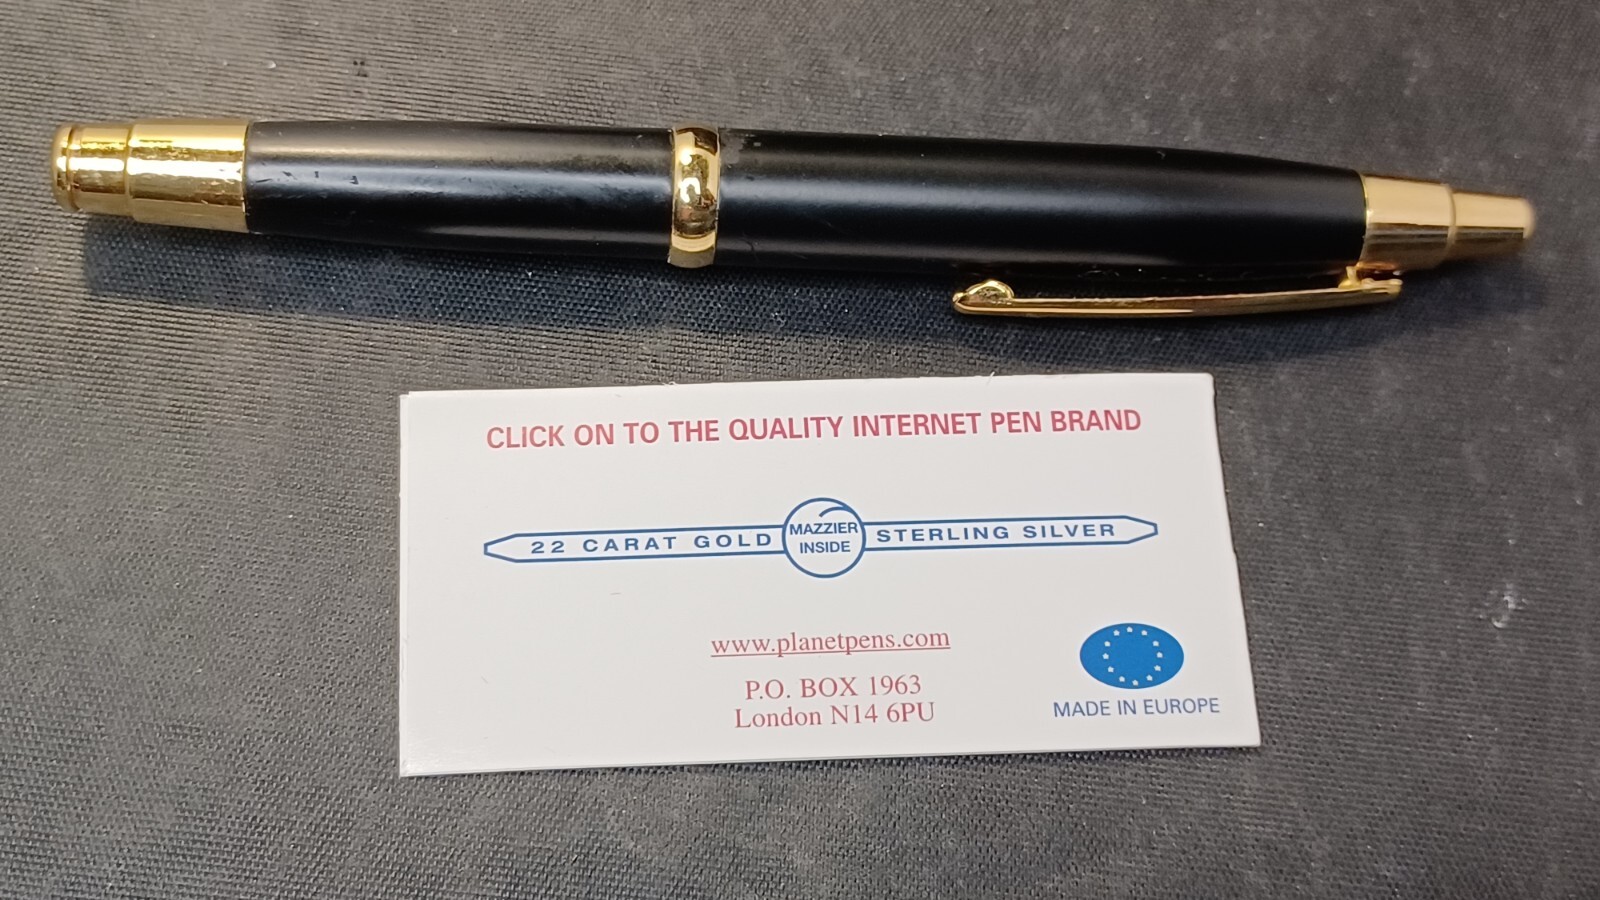 CLICK ON TO THE QUALITY INTERNET PEN BRAND
22 CARAT GOLD MAZZIER INSIDE STERLING SILVER
www.planetpens.com
P.O. BOX 1963
London N14 6PU
MADE IN EUROPE